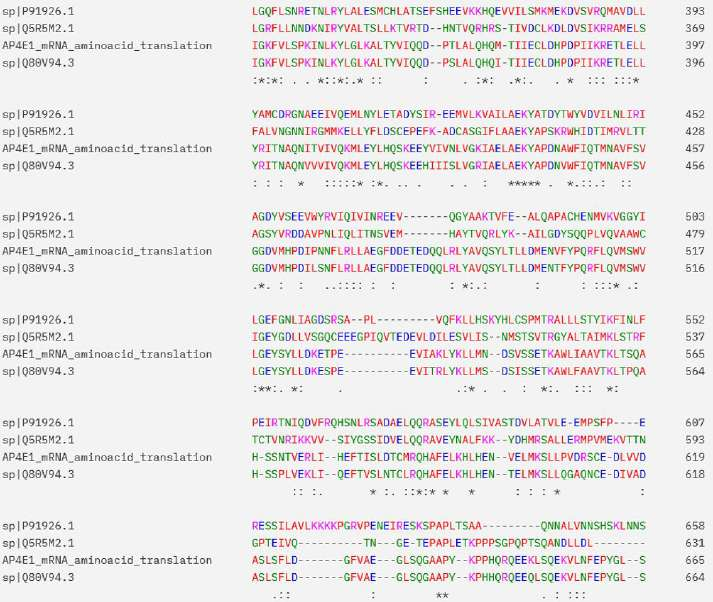 sp|P91926.1 LGQFLSNRETNLRYLALESMCHLATSEFSHEEVKKHQEVVILSMKMEKDVSVRQMAVDLL 393
sp|Q5R5M2.1 LGRFLLNNDKNIRYVALTSLLKTVRTD--HNTVQRHRS-TIVDCLKDLDVSIKRRAMELS 369
AP4E1_mRNA_aminoacid_translation IGKFVLSPKINLKYLGLKALTYVIQQD--PTLALQHQM-TIIECLDHPDPIIKRETLELL 397
sp|Q80V94.3 IGKFVLSPKINLKYLGLKALTYVIQQD--PSLALQHQI-TIIECLDHPDPIIKRETLELL 396
:*:*: . . *::*:.* ::: : . :*: .*:. . * ::: :::*
sp|P91926.1 YAMCDRGNAEEIVQEMLNYLETADYSIR-EEMVLKVAILAEKYATDYTWYVDVILNLIRI 452
sp|Q5R5M2.1 FALVNGNNIRGMMKELLYFLDSCEPEFK-ADCASGIFLAAEKYAPSKRWHIDTIMRVLTT 428
AP4E1_mRNA_aminoacid_translation YRITNAQNITVIVQKMLEYLHQSKEEYVIVNLVGKIAELAEKYAPDNAWFIQTMNAVFSV 457
sp|Q80V94.3 YRITNAQNVVVIVQKMLEYLHQSKEEHIIISLVGRIAELAEKYAPDNVWFIQTMNAVFSV 456
: : : * :::::* :*. . . . . : *****. . *.::.: ::
sp|P91926.1 AGDYVSEEVWYRVIQIVINREEV-------QGYAAKTVFE--ALQAPACHENMVKVGGYI 503
sp|Q5R5M2.1 AGSYVRDDAVPNLIQLITNSVEM-------HAYTVQRLYK---AILGDYSQQPLVQVAAWC 479
AP4E1_mRNA_aminoacid_translation GGDVMHPDIPNNFLRLLAEGFDDETEDQQLRLYAVQSYLTLLDMENVFYPQRFLQVMSWV 517
sp|Q80V94.3 GGDVMHPDILSNFLRLLAEGFDDETEDQQLRLYAVQSYLTLLDMENTFYPQRFLQVMSWV 516
.*. : : ..:::: : : : *:.: : : :::* .:
sp|P91926.1 LGEFGNLIAGDSRSA--PL------VQFKLLHSKYHLCSPMTRALLLSTYIKFINLF 552
sp|Q5R5M2.1 IGEYGDLLVSGQCEEEGPIQVTEDEVLDILESVLIS--NMSTSVTRGYALTAIMKLSTRF 537
AP4E1_mRNA_aminoacid_translation LGEYSYLLDKETPE----------EVIAKLYKLLMN--DSVSSETKAWLIAAVTKLTSQA 565
sp|Q80V94.3 LGEYSYLLDKESPE----------EVITRLYKLLMS--DSISSETKAWLFAAVTKLTPQA 564
:**:. *: . .:* . . : *:. ::: *:
sp|P91926.1 PEIRTNIQDVFRQHSNLRSADAELQQRASEYLQLSIVASTDVLATVLE-EMPSFP----E 607
sp|Q5R5M2.1 TCTVNRIKKVV--SIYGSSIDVELQQRAVEYNALFKK--YDHMRSALLERMPVMEKVTTN 593
AP4E1_mRNA_aminoacid_translation H-SSNTVERLI--HEFTISLDTCMRQHAFELKHLHEN--VELMKSLLPVDRSCE-DLVVD 619
sp|Q80V94.3 H-SSPLVEKLI--QEFTVSLNTCLRQHAFELKHLHEN--TELMKSLLQGAQNCE-DIVAD 618
:: :. * :. ::*:* * * : : : * :
sp|P91926.1 RESSILAVLKKKKPGRVPENEIRESKSPAPLTSAA---------QNNALVNNSHSKLNNS 658
sp|Q5R5M2.1 GPTEIVQ---------TN---GE-TEPAPLETKPPPSGPQPTSQANDLLDL-------- 631
AP4E1_mRNA_aminoacid_translation ASLSFLD-------GFVAE---GLSQGAAPY--KPPHQRQEEKLSQEKVLNFEPYGL--S 665
sp|Q80V94.3 ASLSFLD-------GFVAE---GLSQGAAPY--KPHHQRQEEQLSQEKVLNFEPYGL--S 664
.:: : ** . : :::